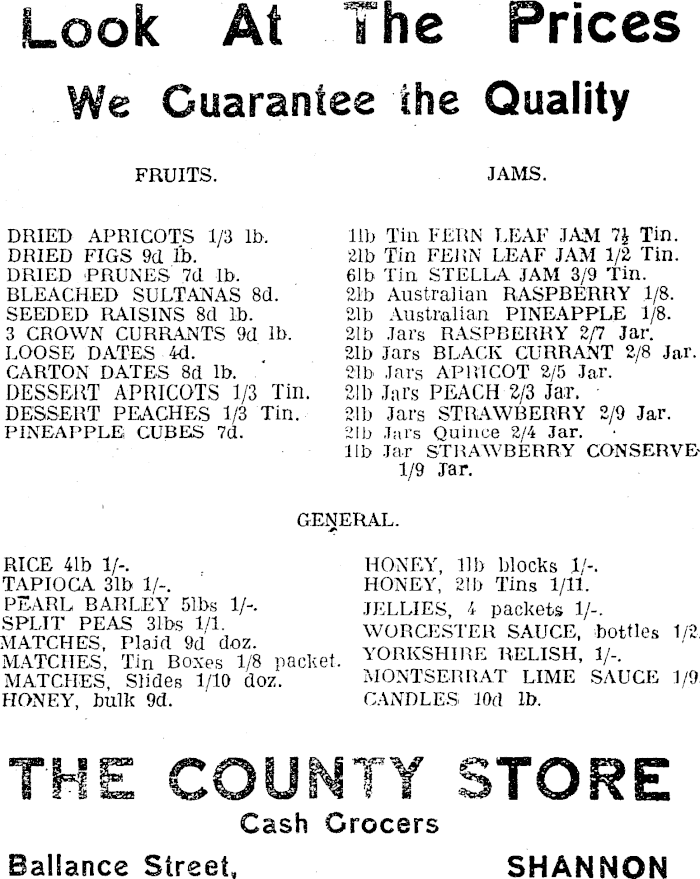 Look At The Prices
We Guarantee the Quality
FRUITS.
DRIED APRICOTS 1/3 lb.
DRIED FIGS 9d lb.
DRIED PRUNES 7d lb.
BLEACHED SULTANAS 8d.
SEEDED RAISINS 8d lb.
3 CROWN CURRANTS 9d lb.
LOOSE DATES 4d.
CARTON DATES 8d lb.
DESSERT APRICOTS 1/3 Tin.
DESSERT PEACHES 1/3 Tin.
PINEAPPLE CUBES 7d.
JAMS.
1lb Tin FERN LEAF JAM 7½ Tin.
2lb Tin FERN LEAF JAM 1/2 Tin.
6lb Tin STELLA JAM 3/9 Tin.
2lb Australian RASPBERRY 1/8.
2lb Australian PINEAPPLE 1/8.
2lb Jars RASPBERRY 2/7 Jar.
2lb Jars BLACK CURRANT 2/8 Jar.
2lb Jars APRICOT 2/5 Jar.
2lb Jars PEACH 2/3 Jar.
2lb Jars STRAWBERRY 2/9 Jar.
2lb Jars Quince 2/4 Jar.
1lb Jar STRAWBERRY CONSERVE
1/9 Jar.
GENERAL.
RICE 4lb 1/-.
TAPIOCA 3lb 1/-.
PEARL BARLEY 5lbs 1/-.
SPLIT PEAS 3lbs 1/1.
MATCHES, Plaid 9d doz.
MATCHES, Tin Boxes 1/8 packet.
MATCHES, Slides 1/10 doz.
HONEY, bulk 9d.
HONEY, 1lb blocks 1/-.
HONEY, 2lb Tins 1/11.
JELLIES, 4 packets 1/-.
WORCESTER SAUCE, bottles 1/2.
YORKSHIRE RELISH, 1/-.
MONTSERRAT LIME SAUCE 1/9
CANDLES 10d lb.
THE COUNTY STORE
Cash Grocers
Ballance Street,
SHANNON